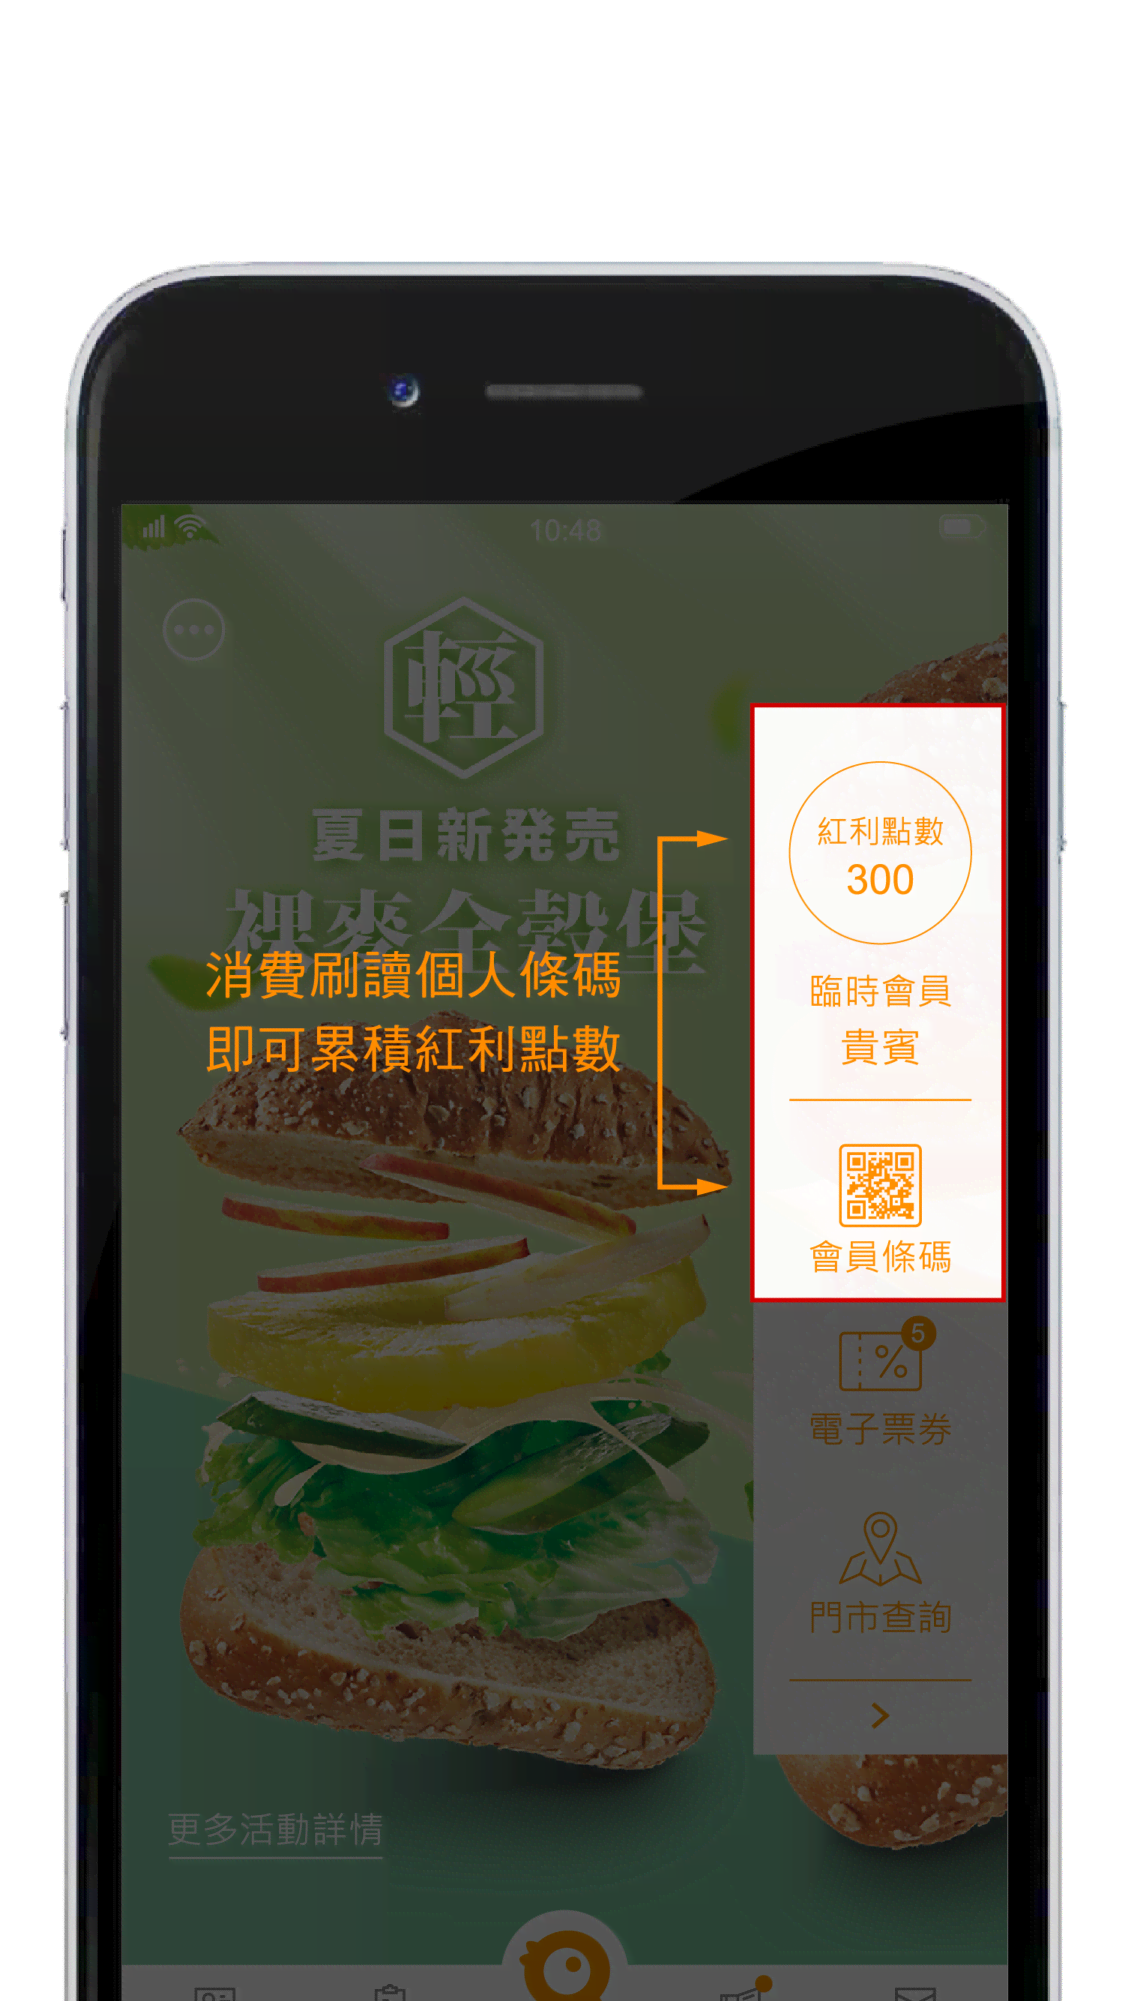 10:48
輕
夏日新発売
裸麥全穀堡
消費刷讀個人條碼
即可累積紅利點數
紅利點數
300
臨時會員
貴賓
會員條碼
5
電子票券
門市查詢
更多活動詳情